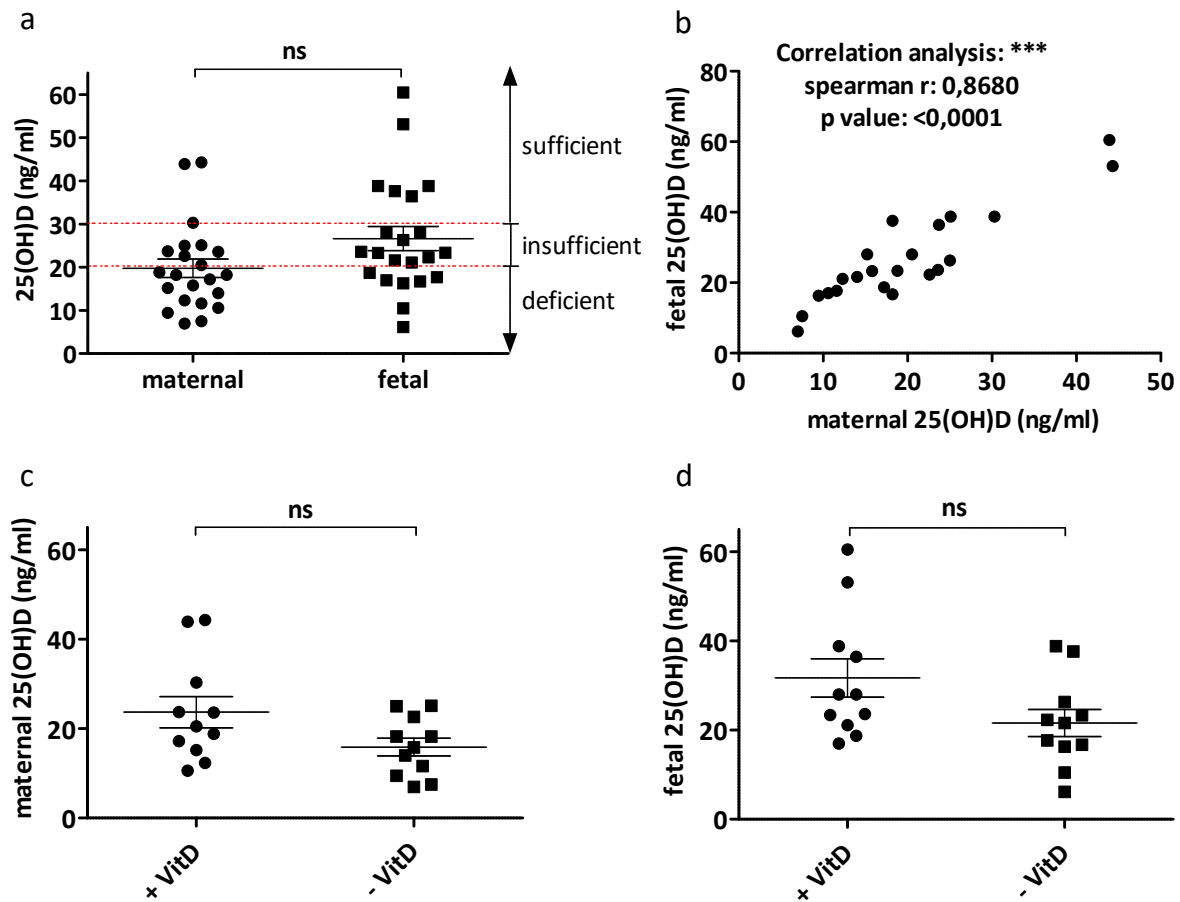 a
ns
25(OH)D (ng/ml)
60
50
40
30
20
10
0
sufficient
insufficient
deficient
maternal
fetal
b
Correlation analysis: ***
spearman r: 0,8680
p value: <0,0001
fetal 25(OH)D (ng/ml)
80
60
40
20
0
0 10 20 30 40 50
maternal 25(OH)D (ng/ml)
c
ns
maternal 25(OH)D (ng/ml)
60
40
20
0
+ VitD
- VitD
d
ns
fetal 25(OH)D (ng/ml)
60
40
20
0
+ VitD
- VitD